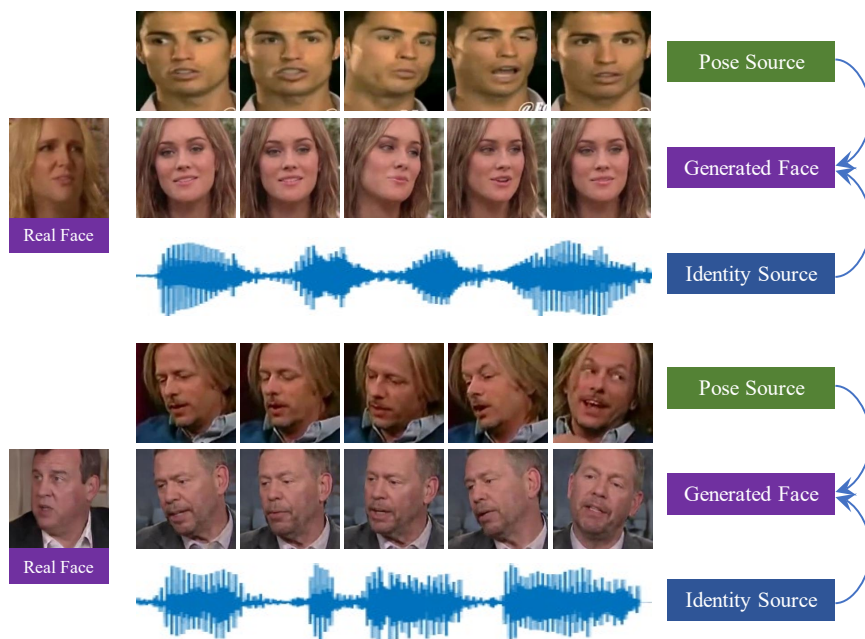 Pose Source
Generated Face
Real Face
Identity Source
Pose Source
Generated Face
Real Face
Identity Source